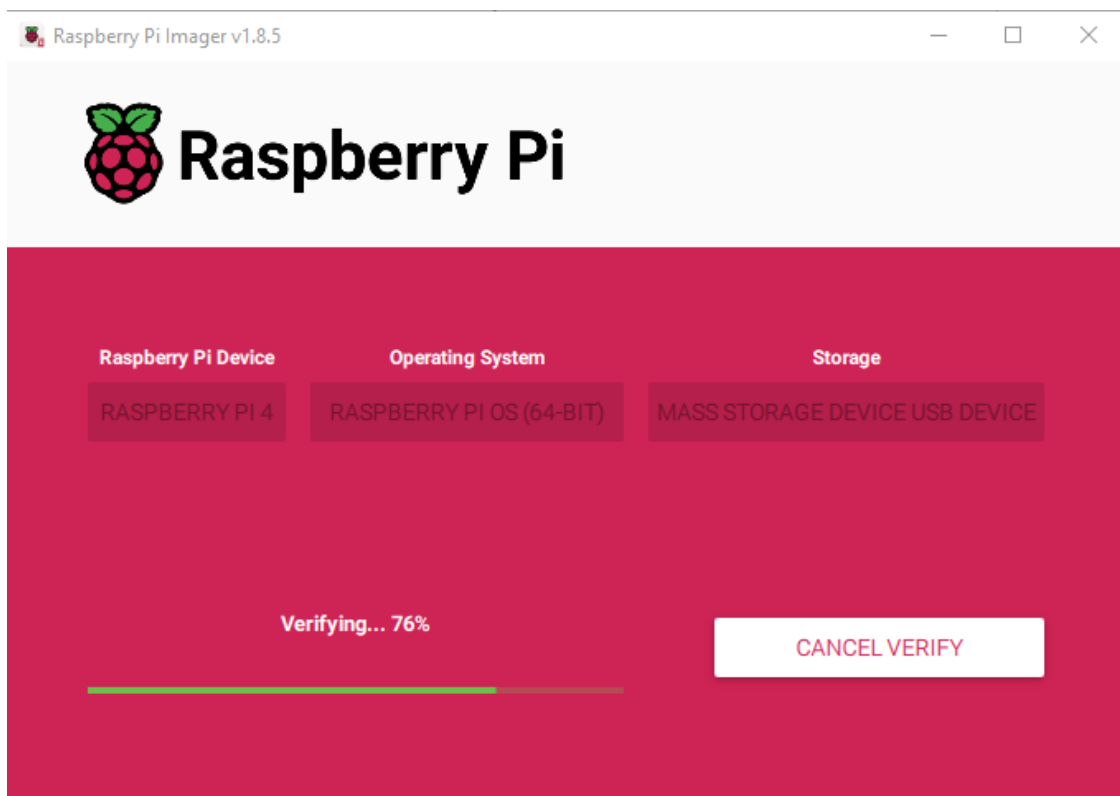 Raspberry Pi Imager v1.8.5
Raspberry Pi
Raspberry Pi Device Operating System Storage
RASPBERRY PI 4 RASPBERRY PI OS (64-BIT) MASS STORAGE DEVICE USB DEVICE
Verifying... 76%
CANCEL VERIFY